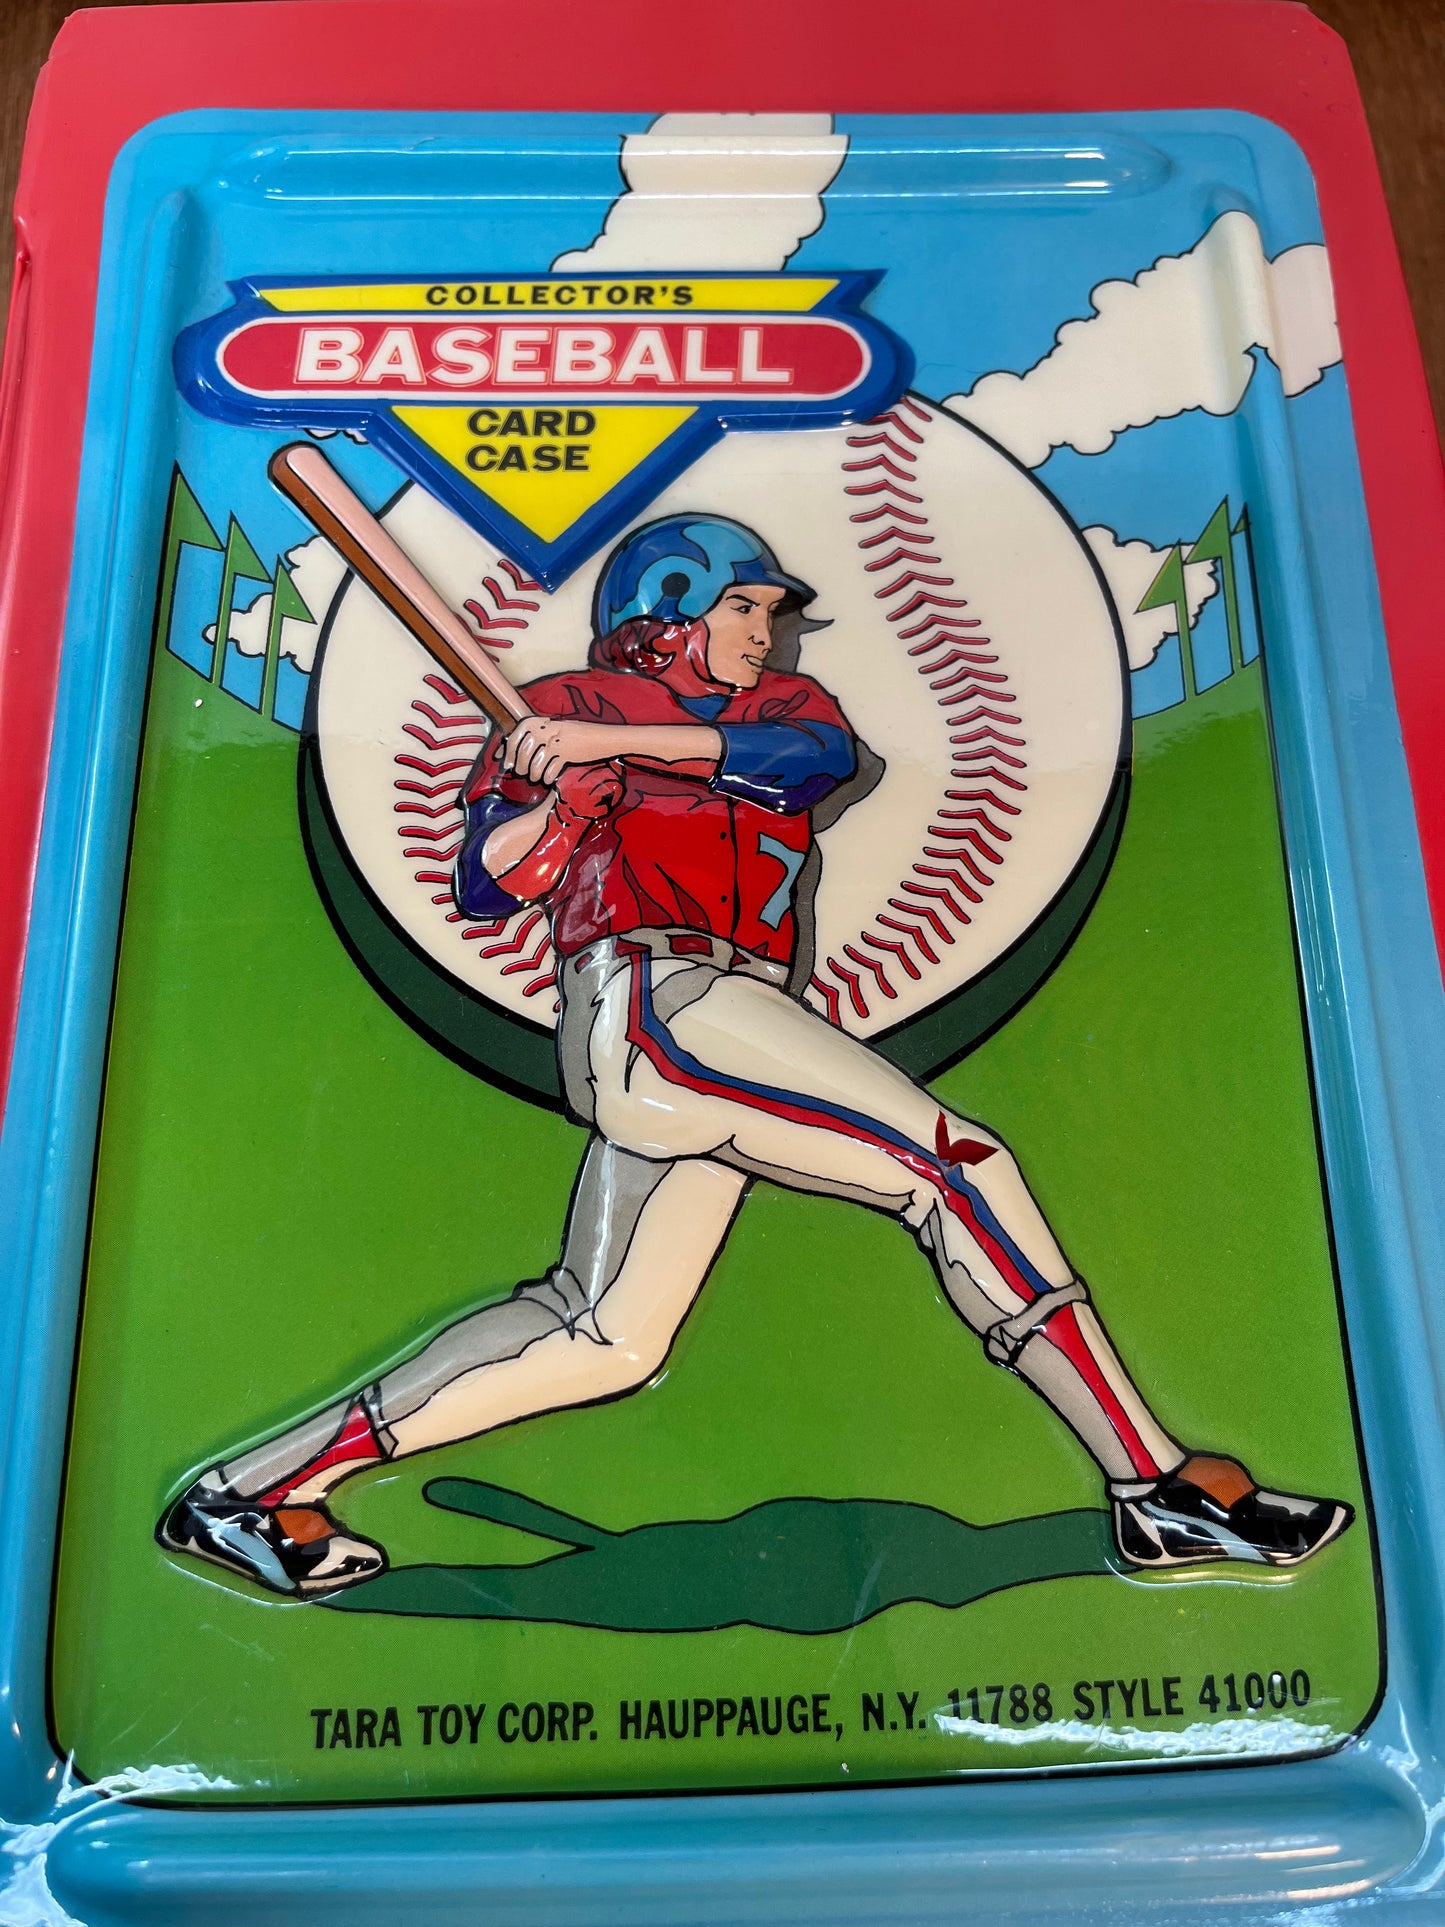 COLLECTOR'S
BASEBALL
CARD
CASE
7
TARA TOY CORP. HAUPPAUGE, N.Y. 11788 STYLE 41000